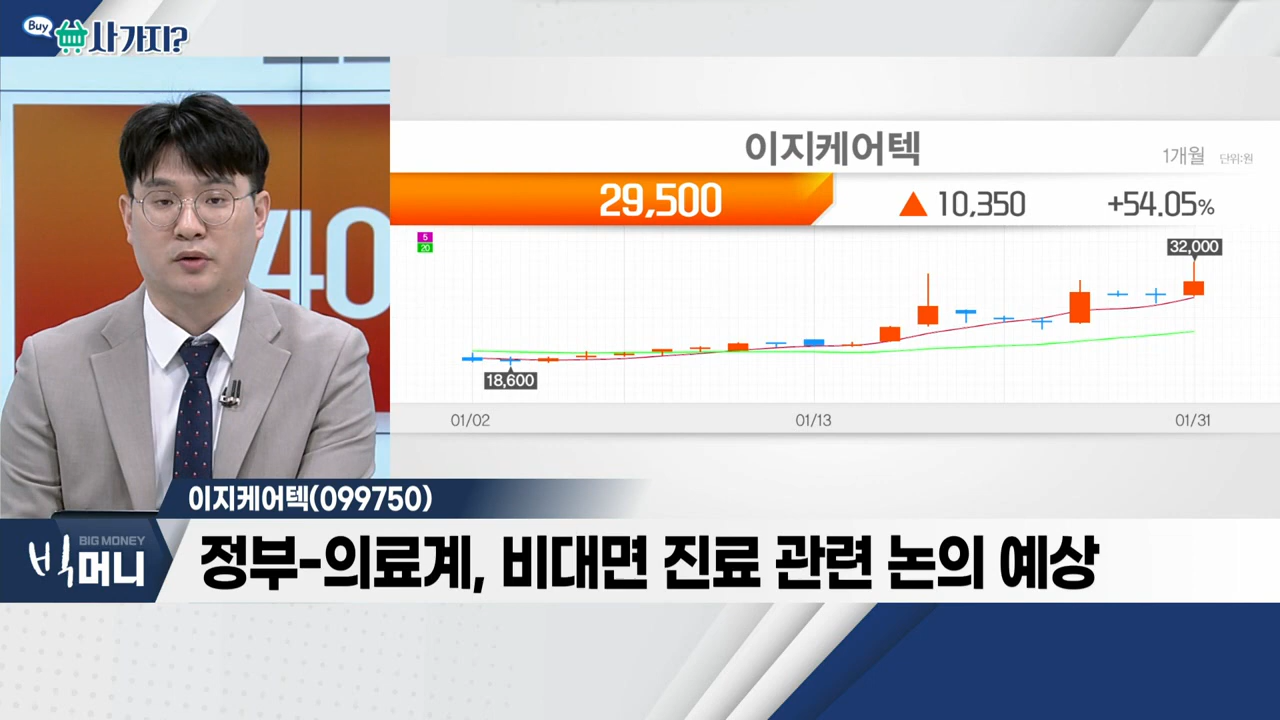 Buy
사가지?
40
이지케어텍
1개월 단위:원
29,500 ▲ 10,350 +54.05%
5
20
32,000
18,600
01/02 01/13 01/31
이지케어텍(099750)
BIG MONEY
빅머니
정부-의료계, 비대면 진료 관련 논의 예상